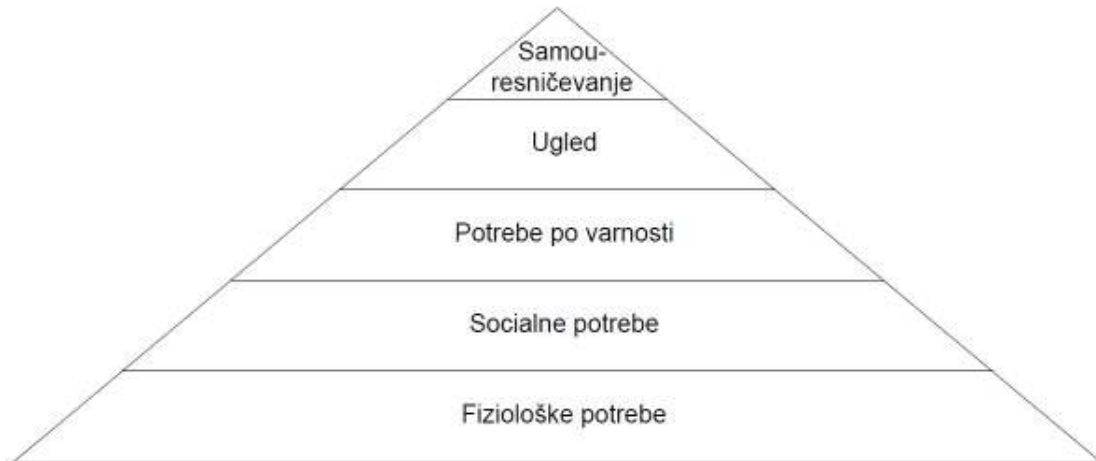 Samou-
resničevanje
Ugled
Potrebe po varnosti
Socialne potrebe
Fiziološke potrebe